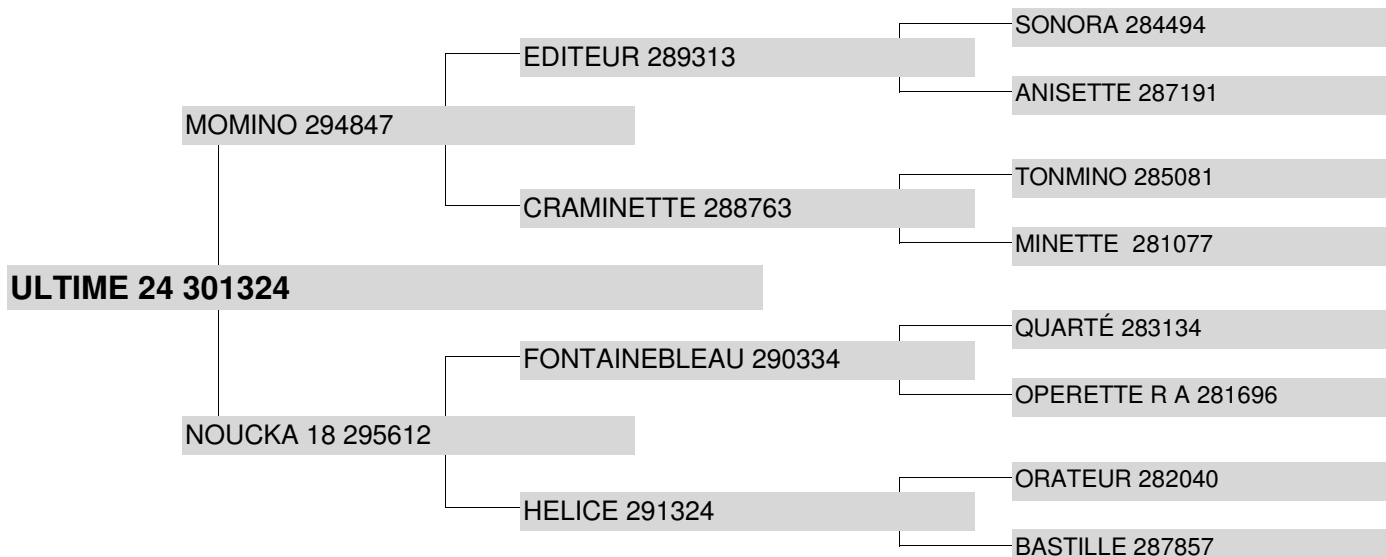 SONORA 284494
EDITEUR 289313
ANISETTE 287191
MOMINO 294847
TONMINO 285081
CRAMINETTE 288763
MINETTE 281077
ULTIME 24 301324
QUARTÉ 283134
FONTAINEBLEAU 290334
OPERETTE R A 281696
NOUCKA 18 295612
ORATEUR 282040
HELICE 291324
BASTILLE 287857